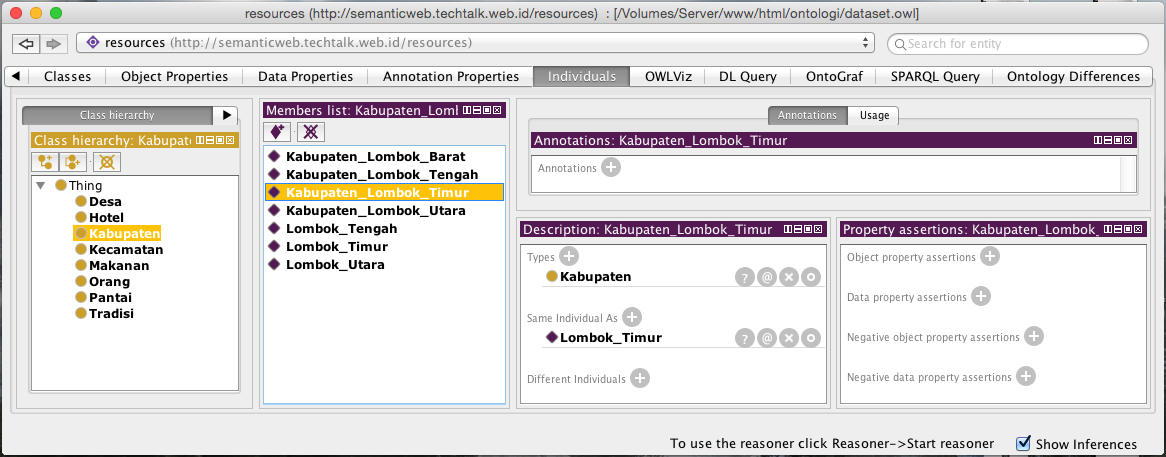 resources (http://semanticweb.techtalk.web.id/resources)  : [/Volumes/Server/www/html/ontologi/dataset.owl]
resources (http://semanticweb.techtalk.web.id/resources)
Search for entity
Classes Object Properties Data Properties Annotation Properties Individuals OWLViz DL Query OntoGraf SPARQL Query Ontology Differences
Class hierarchy
Class hierarchy: Kabupate
Thing
Desa
Hotel
Kabupaten
Kecamatan
Makanan
Orang
Pantai
Tradisi
Members list: Kabupaten_Loml
Kabupaten_Lombok_Barat
Kabupaten_Lombok_Tengah
Kabupaten_Lombok_Timur
Kabupaten_Lombok_Utara
Lombok_Tengah
Lombok_Timur
Lombok_Utara
Annotations Usage
Annotations: Kabupaten_Lombok_Timur
Annotations
Description: Kabupaten_Lombok_Timur
Types
Kabupaten
Same Individual As
Lombok_Timur
Different Individuals
Property assertions: Kabupaten_Lombok_
Object property assertions
Data property assertions
Negative object property assertions
Negative data property assertions
To use the reasoner click Reasoner->Start reasoner Show Inferences